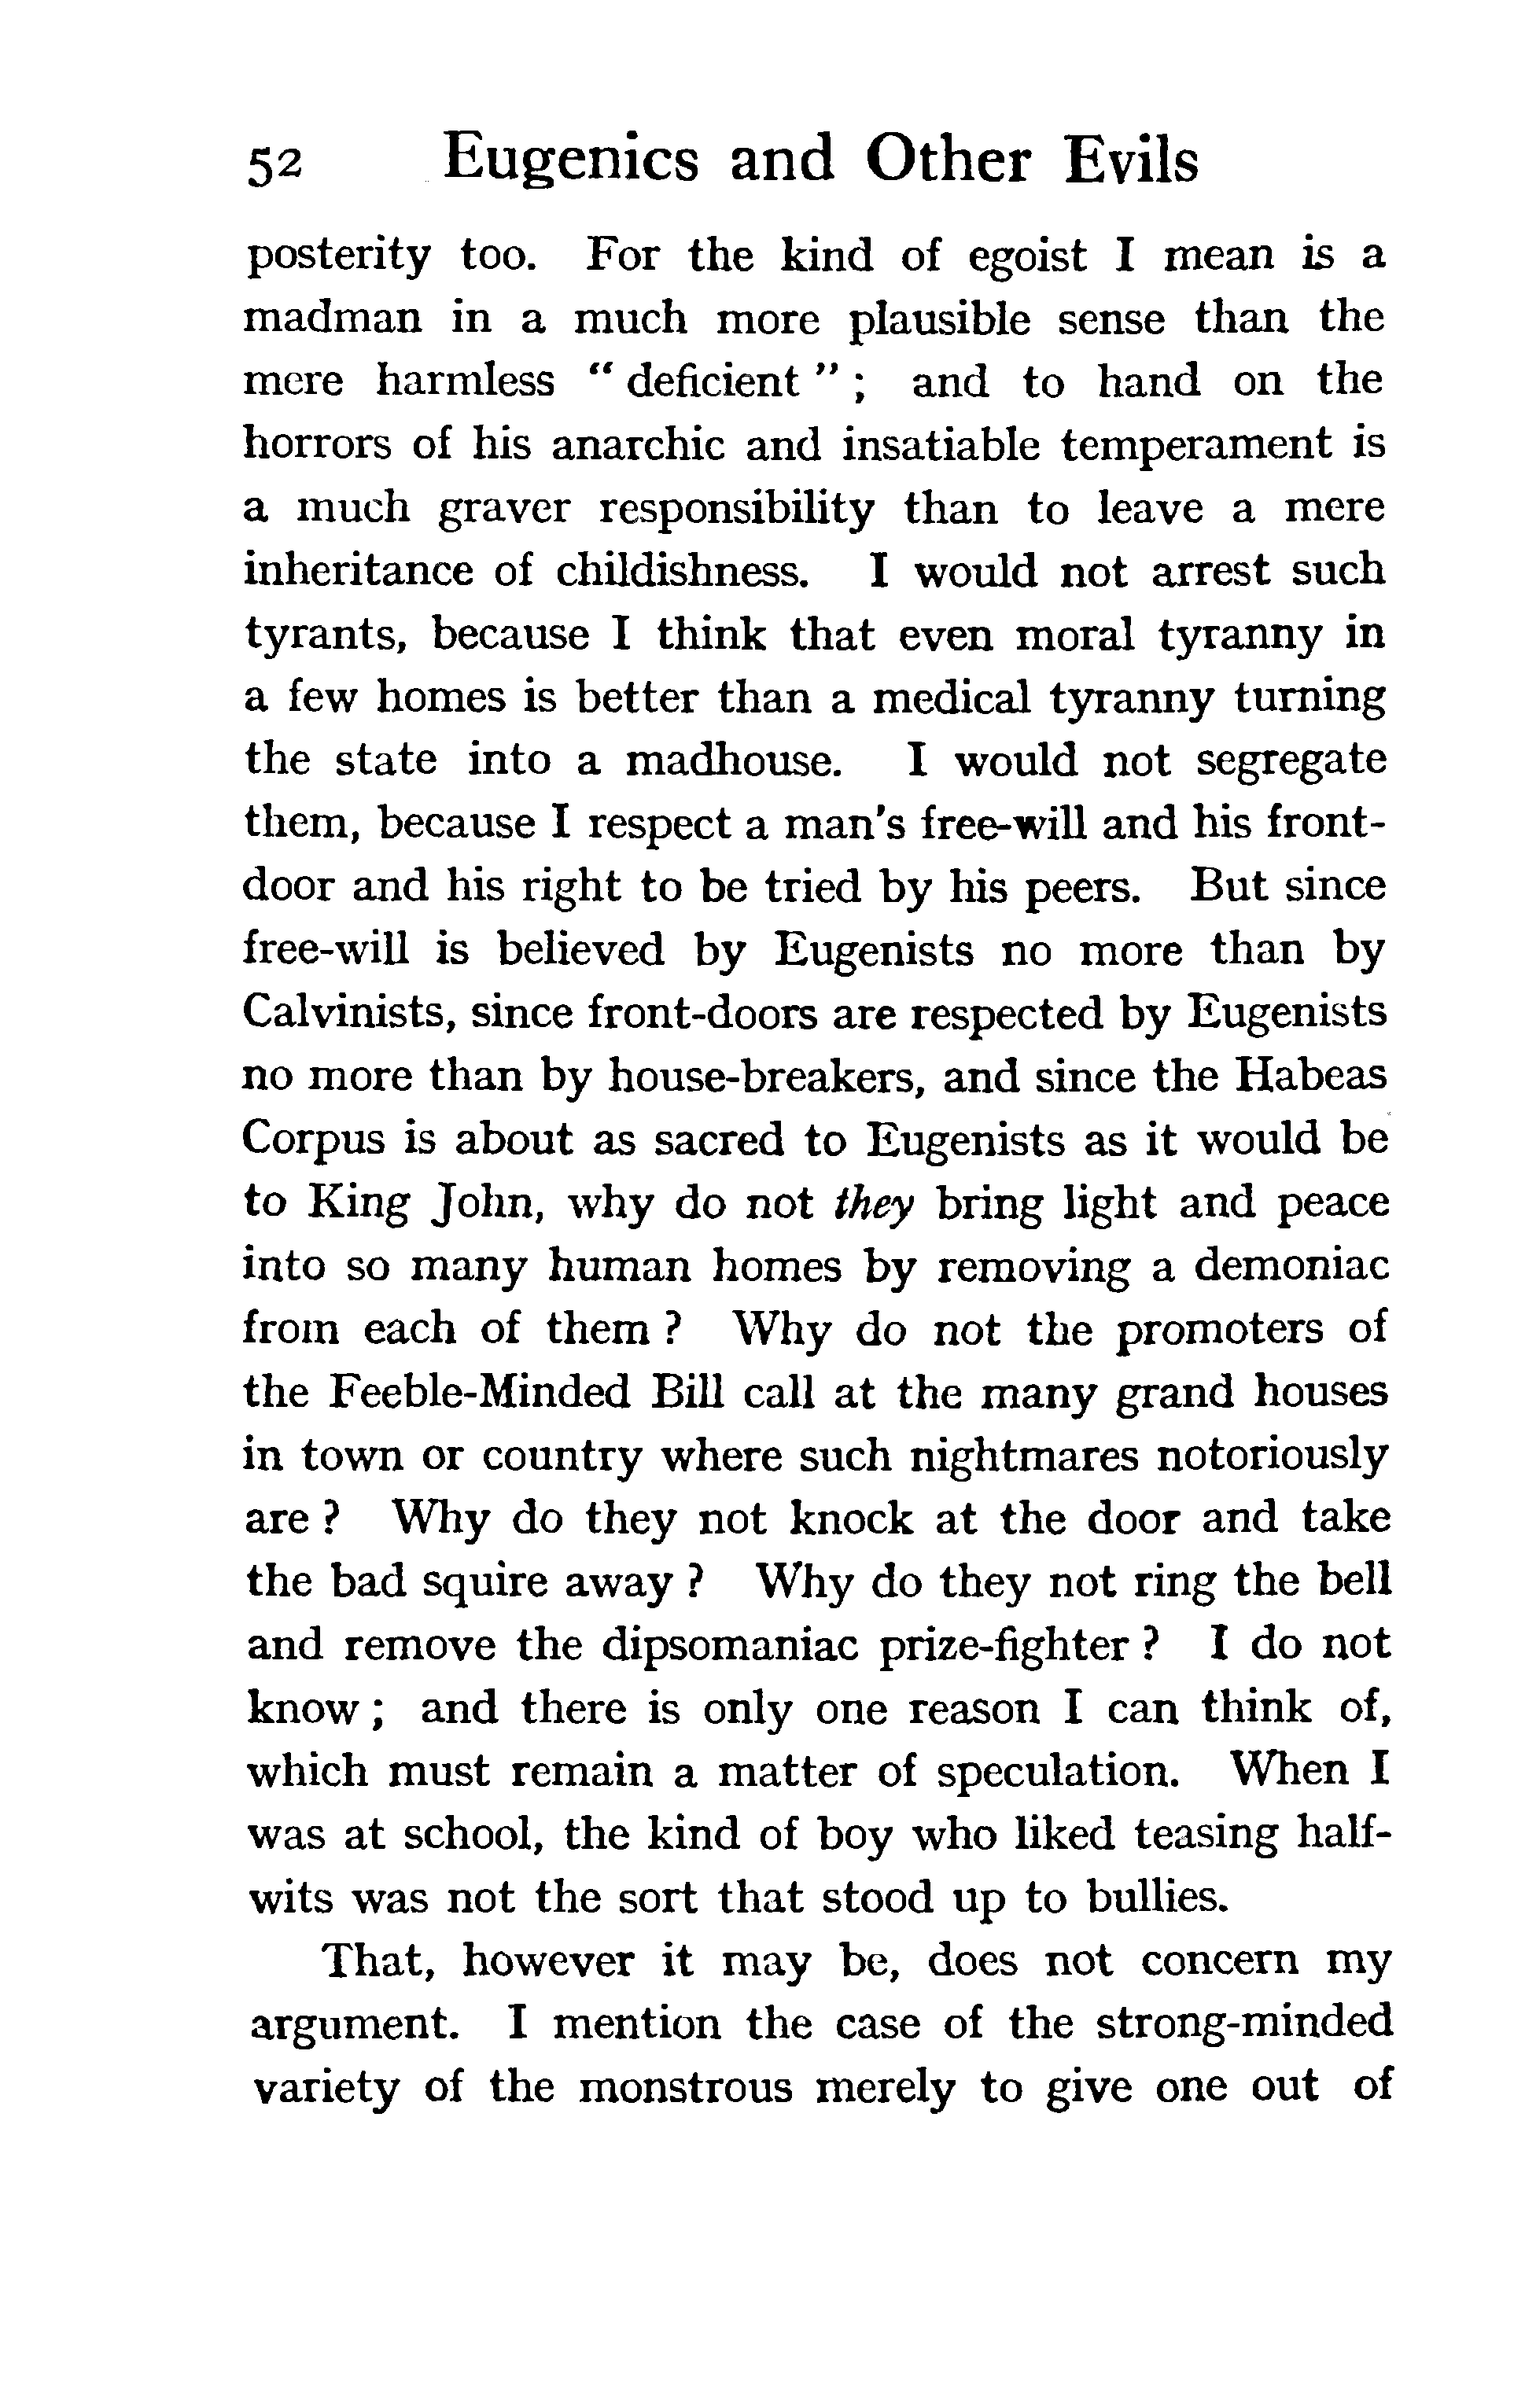 52 Eugenics and Other Evils
posterity too. For the kind of egoist I mean is a
madman in a much more plausible sense than the
mere harmless “ deficient ” ; and to hand on the
horrors of his anarchic and insatiable temperament is
a much graver responsibility than to leave a mere
inheritance of childishness. I would not arrest such
tyrants, because I think that even moral tyranny in
a few homes is better than a medical tyranny turning
the state into a madhouse. I would not segregate
them, because I respect a man's free-will and his front-
door and his right to be tried by his peers. But since
free-will is believed by Eugenists no more than by
Calvinists, since front-doors are respected by Eugenists
no more than by house-breakers, and since the Habeas
Corpus is about as sacred to Eugenists as it would be
to King John, why do not they bring light and peace
into so many human homes by removing a demoniac
from each of them ? Why do not the promoters of
the Feeble-Minded Bill call at the many grand houses
in town or country where such nightmares notoriously
are ? Why do they not knock at the door and take
the bad squire away ? Why do they not ring the bell
and remove the dipsomaniac prize-fighter ? I do not
know ; and there is only one reason I can think of,
which must remain a matter of speculation. When I
was at school, the kind of boy who liked teasing half-
wits was not the sort that stood up to bullies.
That, however it may be, does not concern my
argument. I mention the case of the strong-minded
variety of the monstrous merely to give one out of